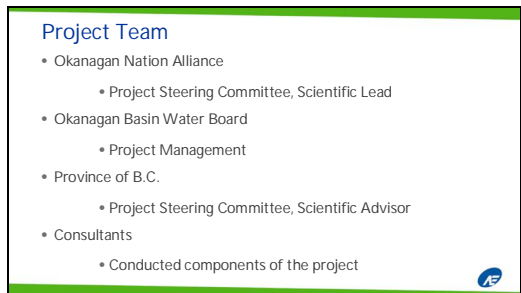 Project Team
• Okanagan Nation Alliance
• Project Steering Committee, Scientific Lead
• Okanagan Basin Water Board
• Project Management
• Province of B.C.
• Project Steering Committee, Scientific Advisor
• Consultants
• Conducted components of the project
AE